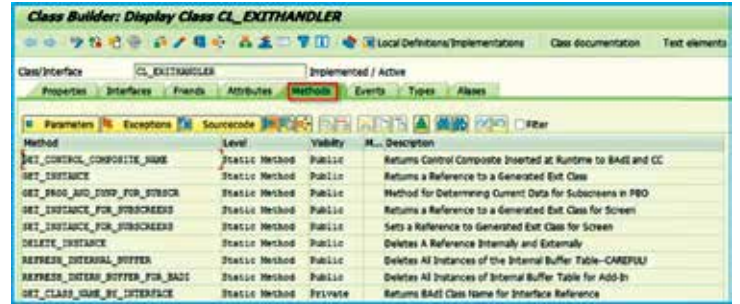 Class Builder: Display Class CL_EXITHANDLER
Local Definitions/Implementations Class documentation Text elements
Class/Interface CL_EXITHANDLER Implemented / Active
Properties Interfaces Friends Attributes Methods Events Types Aliases
Parameters Exceptions Sourcecode Filter
Method Level Visibility M... Description
GET_CONTROL_COMPOSITE_NAME Static Method Public Returns Control Composite Inserted at Runtime to BAdI and CC
GET_INSTANCE Static Method Public Returns a Reference to a Generated Exit Class
GET_PROG_AND_DYNP_FOR_SUBSCR Static Method Public Method for Determining Current Data for Subscreens in PBO
GET_INSTANCE_FOR_SUBSCREENS Static Method Public Returns a Reference to a Generated Exit Class for Screen
SET_INSTANCE_FOR_SUBSCREENS Static Method Public Sets a Reference to Generated Exit Class for Screen
DELETE_INSTANCE Static Method Public Deletes A Reference Internally and Externally
REFRESH_INTERNAL_BUFFER Static Method Public Deletes All Instances of the Internal Buffer Table--CAREFUL!
REFRESH_INTERN_BUFFER_FOR_BADI Static Method Public Deletes All Instances of Internal Buffer Table for Add-In
GET_CLASS_NAME_BY_INTERFACE Static Method Private Returns BAdI Class Name for Interface Reference